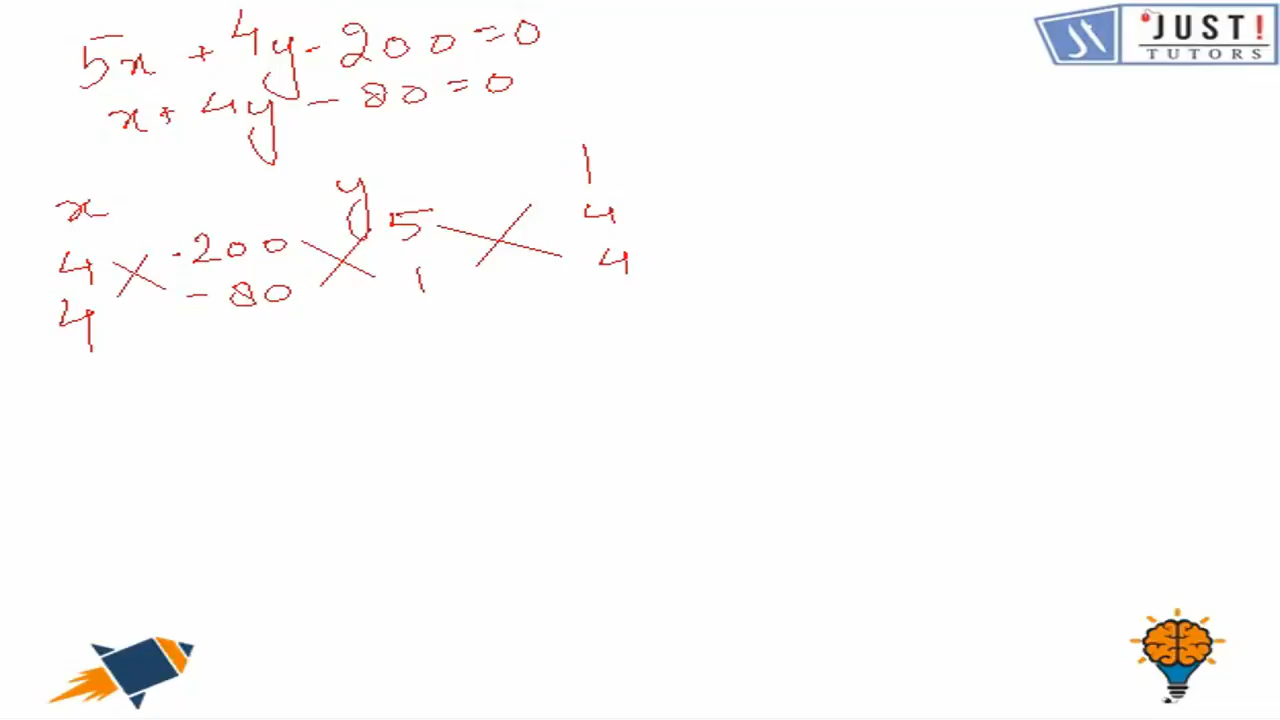 5x + 4y - 200 = 0
JUST!
TUTORS
x + 4y - 80 = 0
x y 1
4 -200 5 4
4 -80 1 4